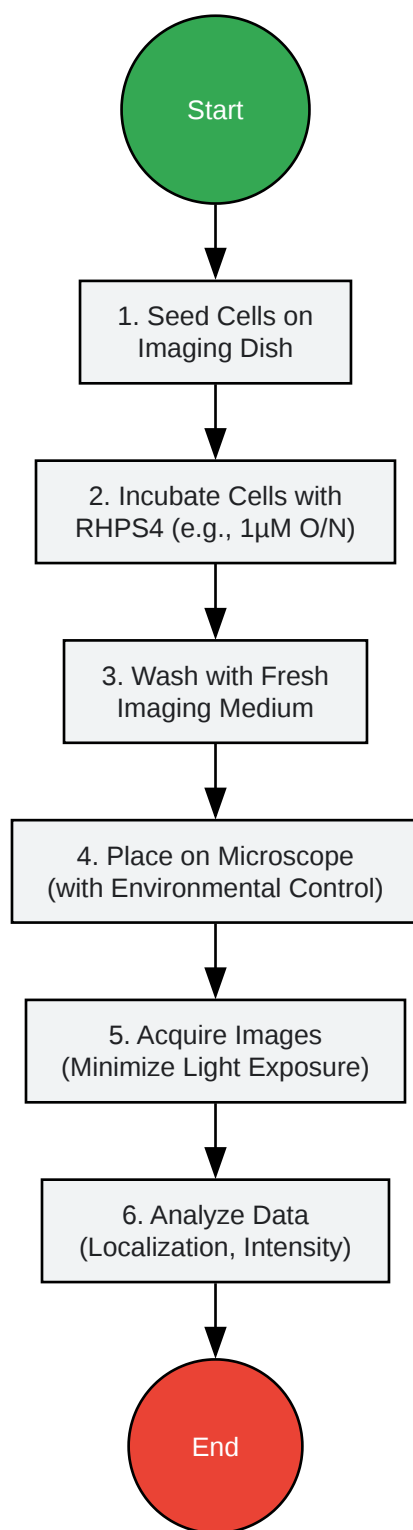 Start
1. Seed Cells on
Imaging Dish
2. Incubate Cells with
RHPS4 (e.g., 1µM O/N)
3. Wash with Fresh
Imaging Medium
4. Place on Microscope
(with Environmental Control)
5. Acquire Images
(Minimize Light Exposure)
6. Analyze Data
(Localization, Intensity)
End